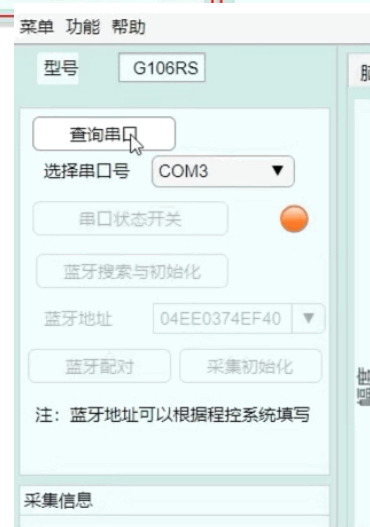 菜单 功能 帮助
型号 G106RS
查询串口
选择串口号 COM3
串口状态开关
蓝牙搜索与初始化
蓝牙地址 04EE0374EF40
蓝牙配对 采集初始化
注：蓝牙地址可以根据程控系统填写
幅度
采集信息